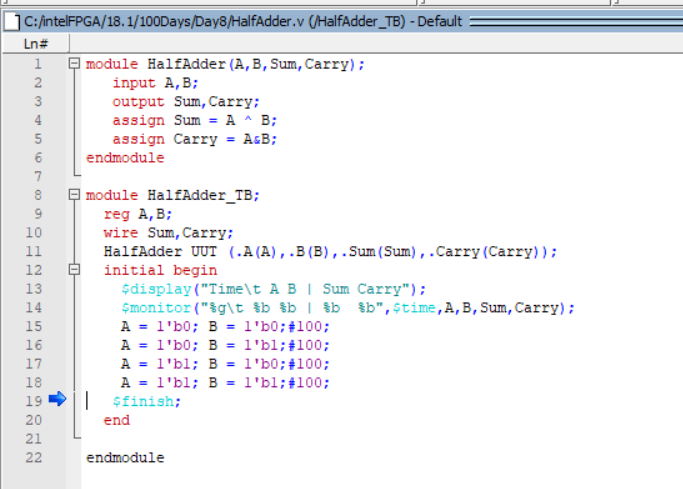 C:/intelFPGA/18.1/100Days/Day8/HalfAdder.v (/HalfAdder_TB) - Default
Ln#
1 module HalfAdder(A,B,Sum,Carry);
2 input A,B;
3 output Sum,Carry;
4 assign Sum = A ^ B;
5 assign Carry = A&B;
6 endmodule
7
8 module HalfAdder_TB;
9 reg A,B;
10 wire Sum,Carry;
11 HalfAdder UUT (.A(A),.B(B),.Sum(Sum),.Carry(Carry));
12 initial begin
13 $display("Time\t A B | Sum Carry");
14 $monitor("%g\t %b %b | %b  %b",$time,A,B,Sum,Carry);
15 A = 1'b0; B = 1'b0;#100;
16 A = 1'b0; B = 1'b1;#100;
17 A = 1'b1; B = 1'b0;#100;
18 A = 1'b1; B = 1'b1;#100;
19 $finish;
20 end
21
22 endmodule